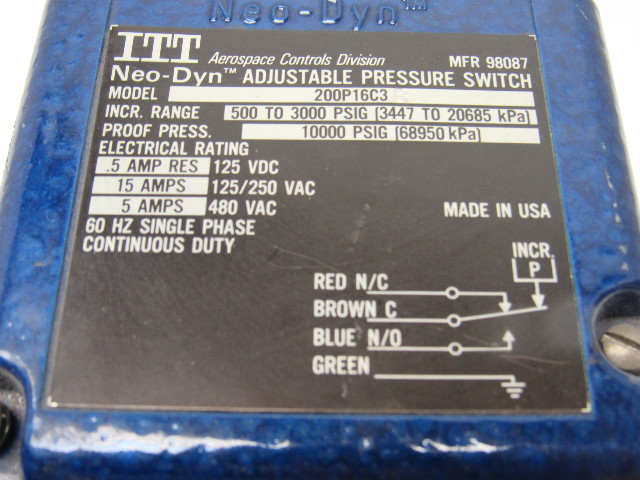 Neo-Dyn™
ITT Aerospace Controls Division MFR 98087
Neo-Dyn™ ADJUSTABLE PRESSURE SWITCH
MODEL 200P16C3
INCR. RANGE 500 TO 3000 PSIG (3447 TO 20685 kPa)
PROOF PRESS. 10000 PSIG (68950 kPa)
ELECTRICAL RATING
.5 AMP RES 125 VDC
15 AMPS 125/250 VAC
5 AMPS 480 VAC
MADE IN USA
60 HZ SINGLE PHASE
CONTINUOUS DUTY
INCR.
P
RED N/C
BROWN C
BLUE N/O
GREEN